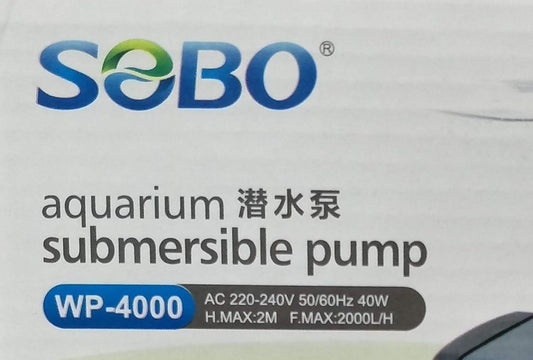 SOBO®
aquarium 潜水泵
submersible pump
WP-4000
AC 220-240V 50/60Hz 40W
H.MAX:2M F.MAX:2000L/H